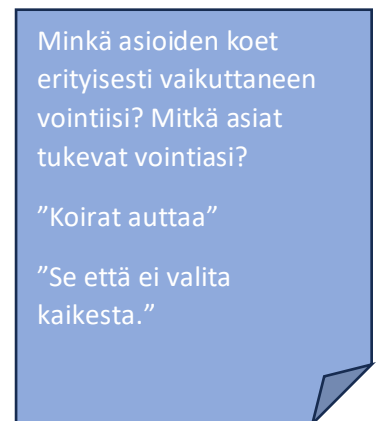 Minkä asioiden koet
erityisesti vaikuttaneen
vointiisi? Mitkä asiat
tukevat vointiasi?
”Koirat auttaa”
”Se että ei valita
kaikesta.”